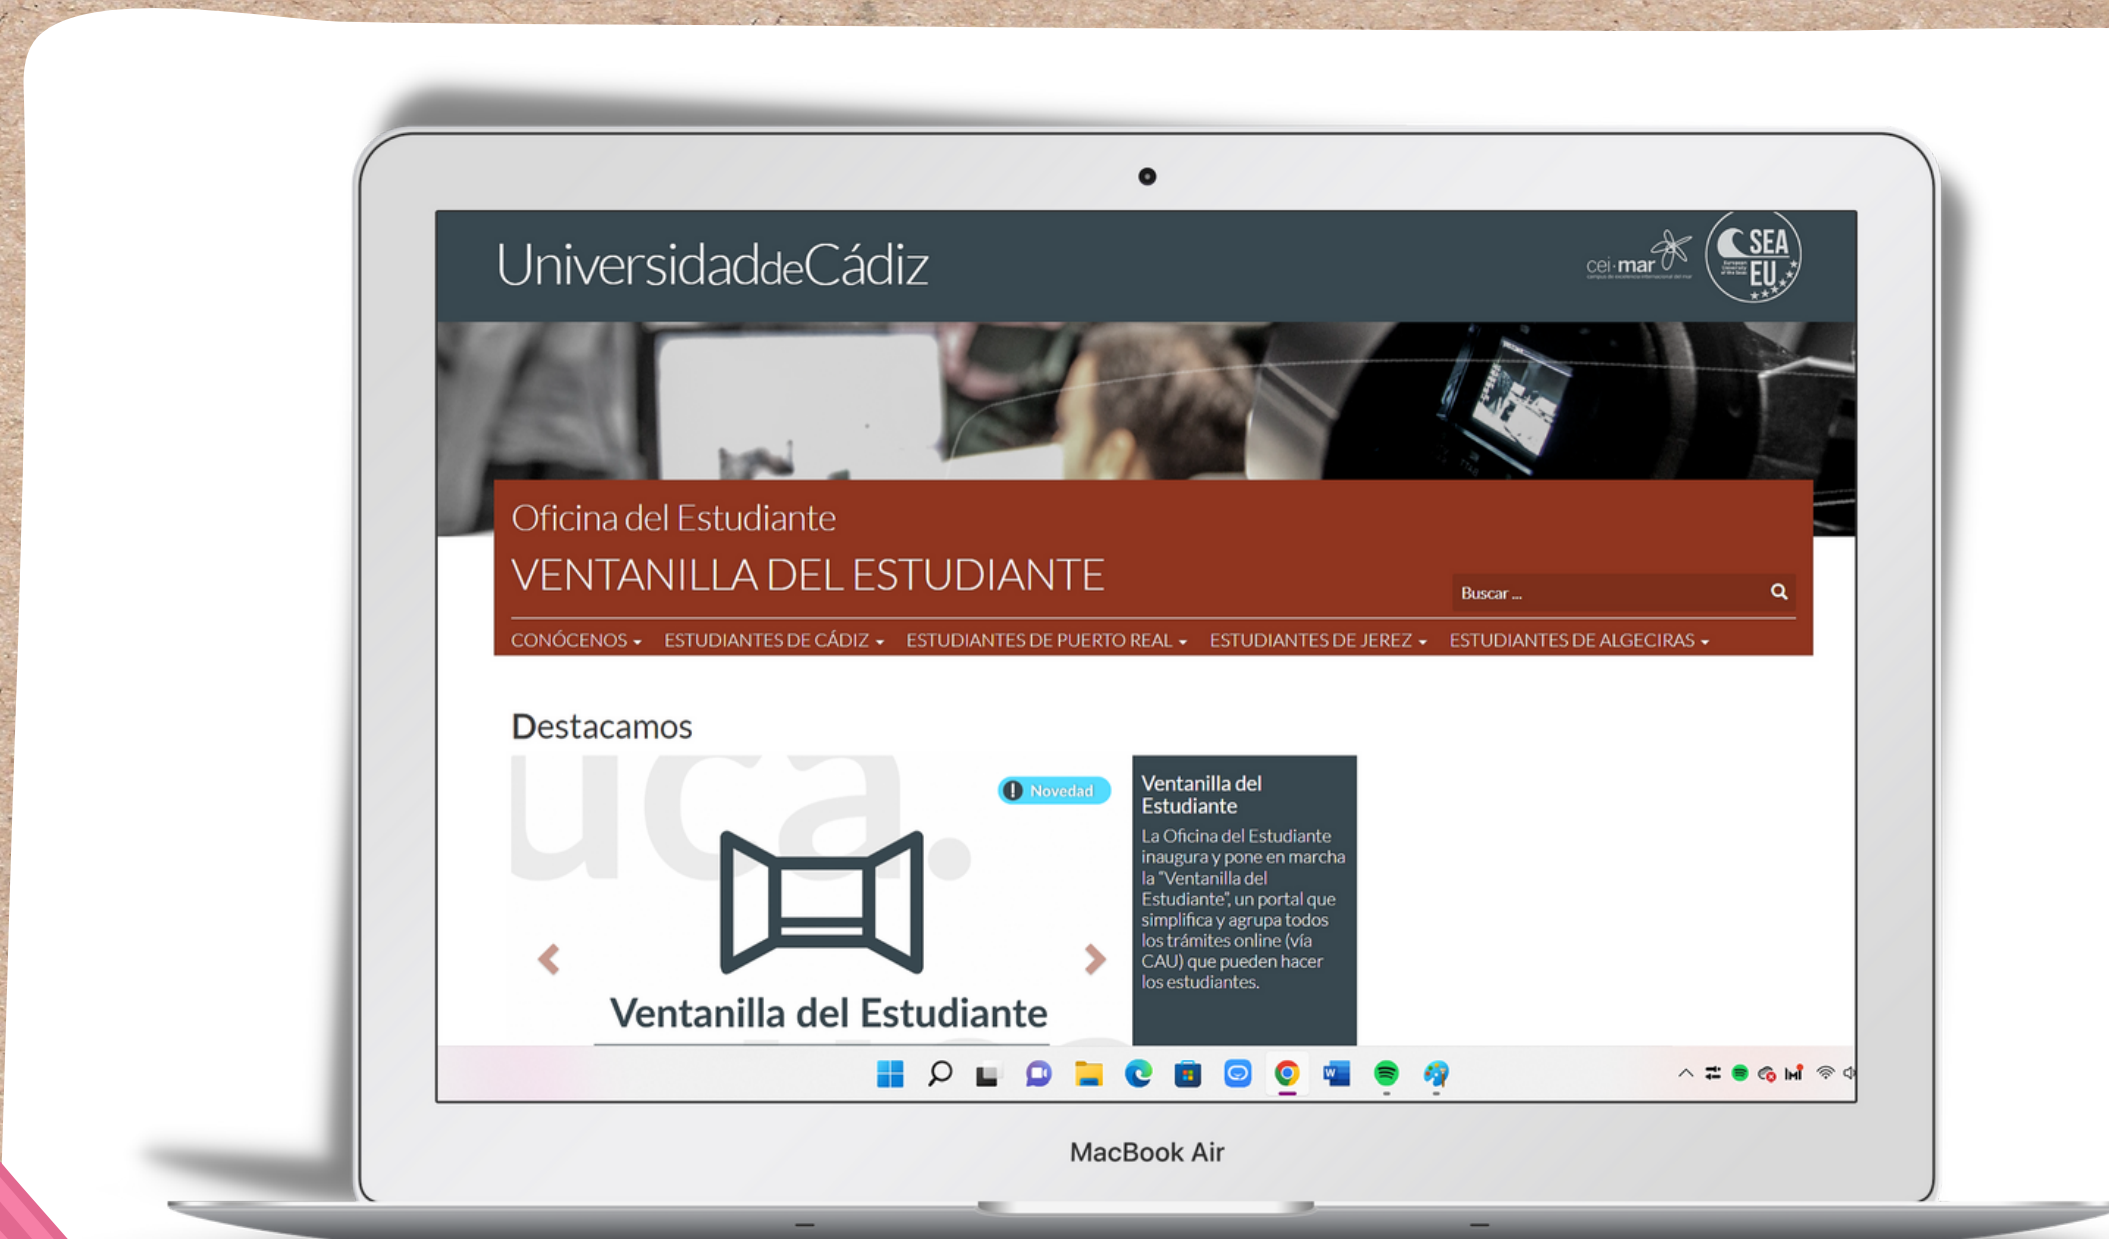 UniversidaddeCádiz
cei·mar
SEA
EU
Oficina del Estudiante
VENTANILLA DEL ESTUDIANTE
Buscar ...
CONÓCENOS ESTUDIANTES DE CÁDIZ ESTUDIANTES DE PUERTO REAL ESTUDIANTES DE JEREZ ESTUDIANTES DE ALGECIRAS
Destacamos
uca.
Novedad
Ventanilla del Estudiante
Ventanilla del
Estudiante
La Oficina del Estudiante
inaugura y pone en marcha
la "Ventanilla del
Estudiante", un portal que
simplifica y agrupa todos
los trámites online (vía
CAU) que pueden hacer
los estudiantes.
MacBook Air